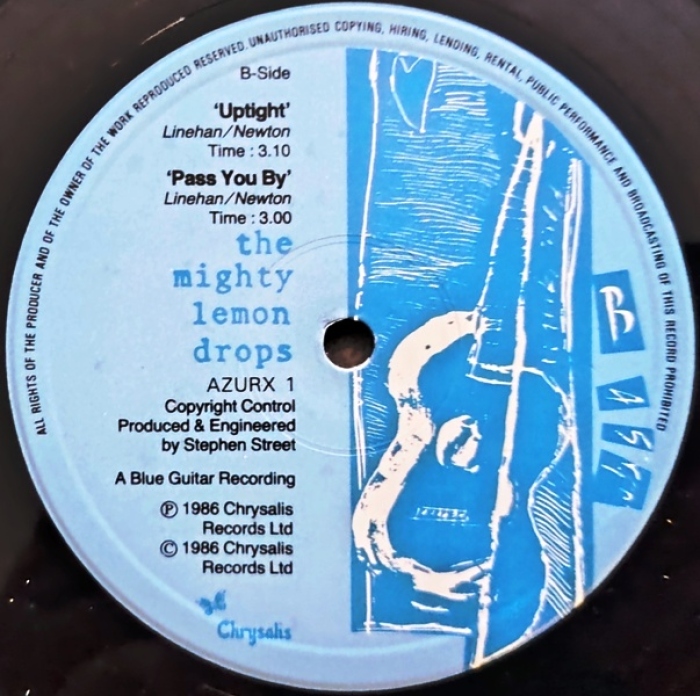 ALL RIGHTS OF THE PRODUCER AND OF THE OWNER OF THE WORK REPRODUCED RESERVED. UNAUTHORISED COPYING, HIRING, LENDING, RENTAL, PUBLIC PERFORMANCE AND BROADCASTING OF THIS RECORD PROHIBITED
B-Side
‘Uptight’
Linehan/Newton
Time : 3.10
‘Pass You By’
Linehan/Newton
Time : 3.00
the
mighty
lemon
drops
AZURX 1
Copyright Control
Produced & Engineered
by Stephen Street
A Blue Guitar Recording
℗ 1986 Chrysalis
Records Ltd
© 1986 Chrysalis
Records Ltd
Chrysalis
B